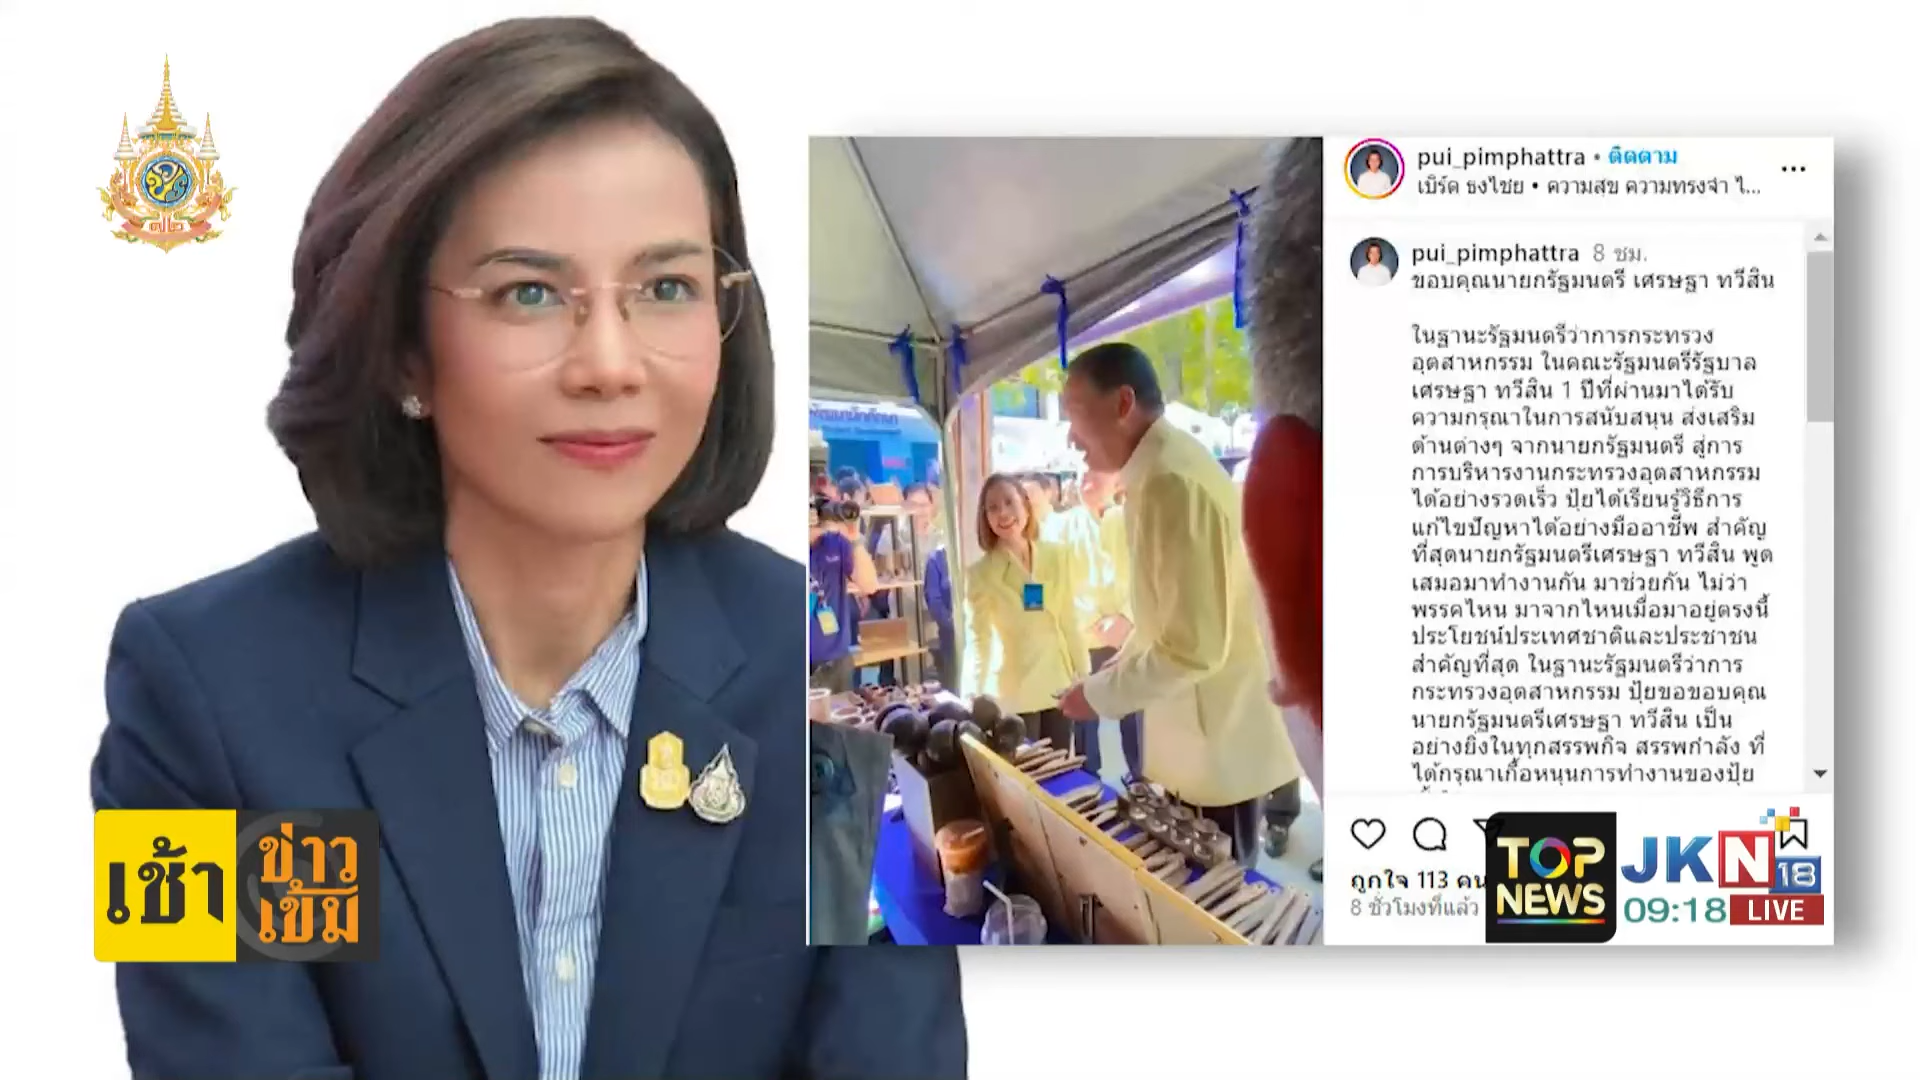 pui_pimphattra • ติดตาม
เบิร์ด ธงไชย • ความสุข ความทรงจำ ไ...
pui_pimphattra 8 ชม.
ขอบคุณนายกรัฐมนตรี เศรษฐา ทวีสิน
ในฐานะรัฐมนตรีว่าการกระทรวง
อุตสาหกรรม ในคณะรัฐมนตรีรัฐบาล
เศรษฐา ทวีสิน 1 ปีที่ผ่านมาได้รับ
ความกรุณาในการสนับสนุน ส่งเสริม
ด้านต่างๆ จากนายกรัฐมนตรี สู่การ
การบริหารงานกระทรวงอุตสาหกรรม
ได้อย่างรวดเร็ว ปุ้ยได้เรียนรู้วิธีการ
แก้ไขปัญหาได้อย่างมืออาชีพ สำคัญ
ที่สุดนายกรัฐมนตรีเศรษฐา ทวีสิน พูด
เสมอมาทำงานกัน มาช่วยกัน ไม่ว่า
พรรคไหน มาจากไหนเมื่อมาอยู่ตรงนี้
ประโยชน์ประเทศชาติและประชาชน
สำคัญที่สุด ในฐานะรัฐมนตรีว่าการ
กระทรวงอุตสาหกรรม ปุ้ยขอขอบคุณ
นายกรัฐมนตรีเศรษฐา ทวีสิน เป็น
อย่างยิ่งในทุกสรรพกิจ สรรพกำลัง ที่
ได้กรุณาเกื้อหนุนการทำงานของปุ้ย
ถูกใจ 113 คน
8 ชั่วโมงที่แล้ว
เช้า ข่าว
เข้ม
TOP
NEWS
JKN 18
09:18 LIVE